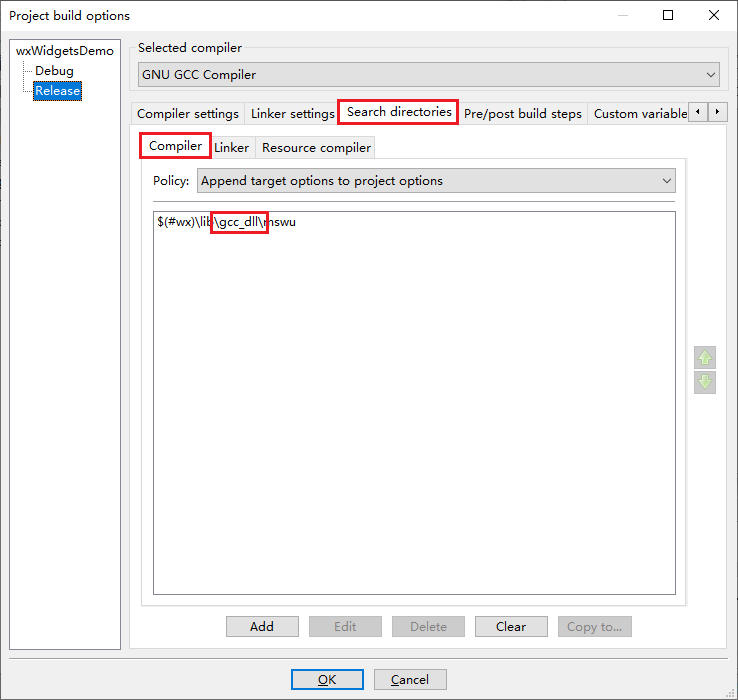 Project build options
wxWidgetsDemo
Debug
Release
Selected compiler
GNU GCC Compiler
Compiler settings Linker settings Search directories Pre/post build steps Custom variable
Compiler Linker Resource compiler
Policy: Append target options to project options
$(#wx)\lib\gcc_dll\mswu
Add Edit Delete Clear Copy to...
OK Cancel